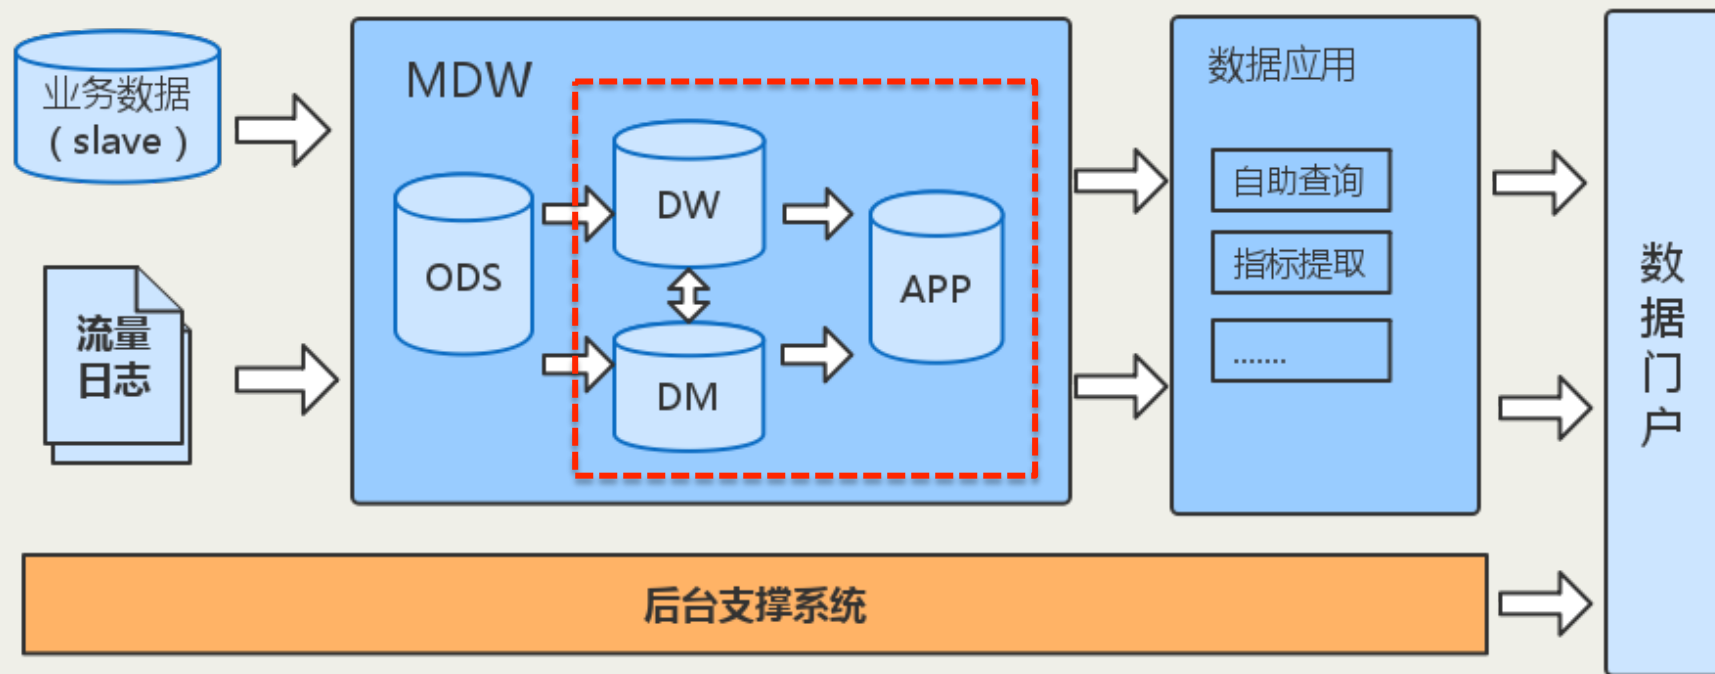 业务数据
（slave）
流量
日志
MDW
ODS
DW
DM
APP
数据应用
自助查询
指标提取
.......
数据门户
后台支撑系统